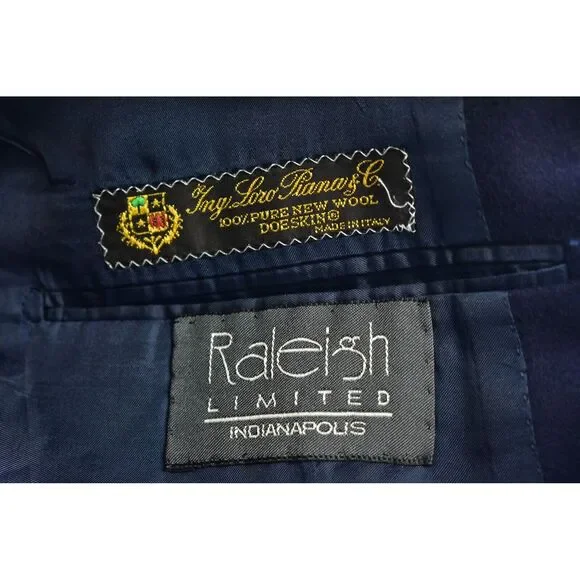 Ing. Loro Piana & C.
100% PURE NEW WOOL
DOESKIN®
MADE IN ITALY
Raleigh
LIMITED
INDIANAPOLIS